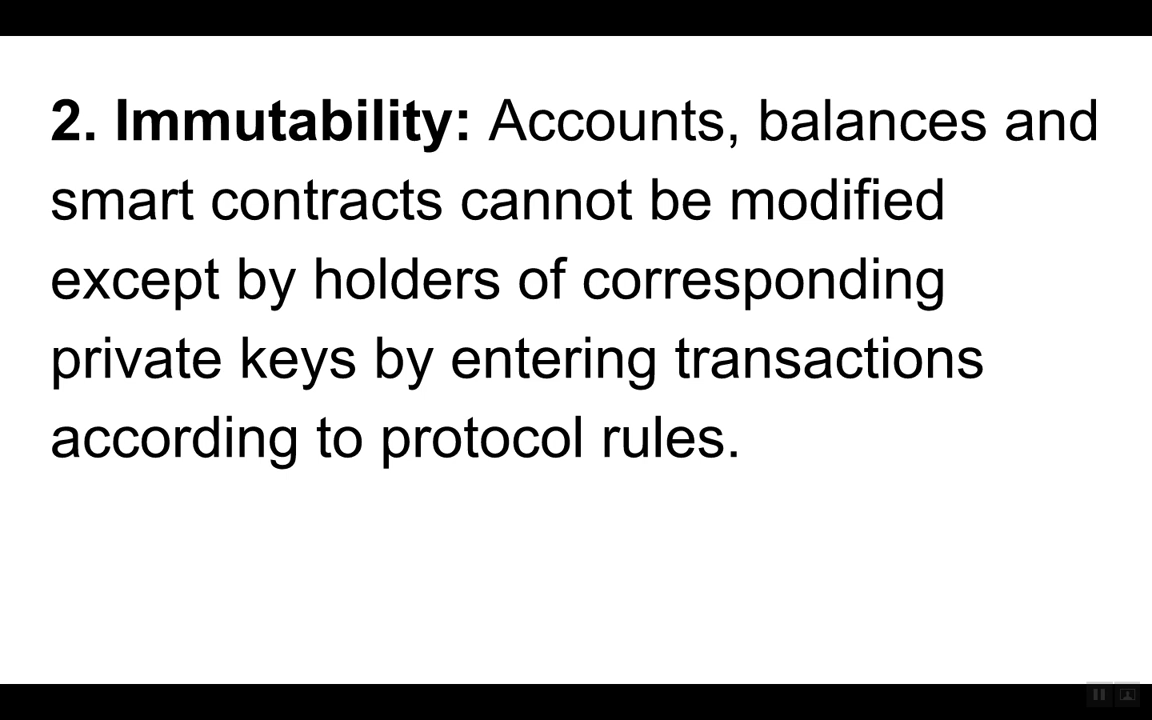 2. Immutability: Accounts, balances and
smart contracts cannot be modified
except by holders of corresponding
private keys by entering transactions
according to protocol rules.